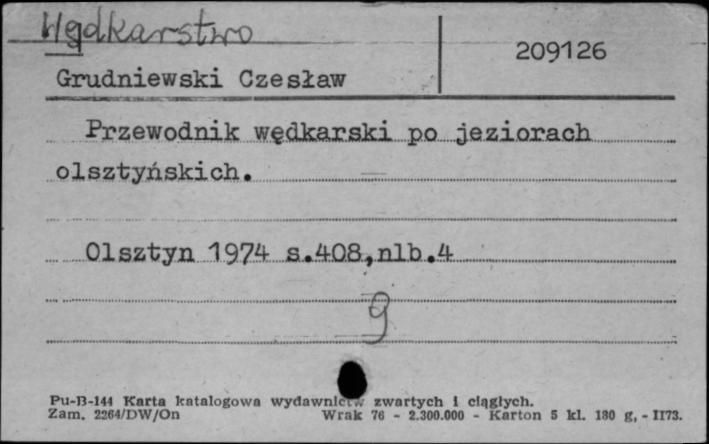 Wędkarstwo
209126
Grudniewski Czesław
Przewodnik wędkarski po jeziorach
olsztyńskich.
Olsztyn 1974 s.408,nlb.4
g
Pu-B-144 Karta katalogowa wydawnictw zwartych i ciągłych.
Zam. 2264/DW/On Wrak 76 - 2.300.000 - Karton 5 kl. 180 g, - II73.